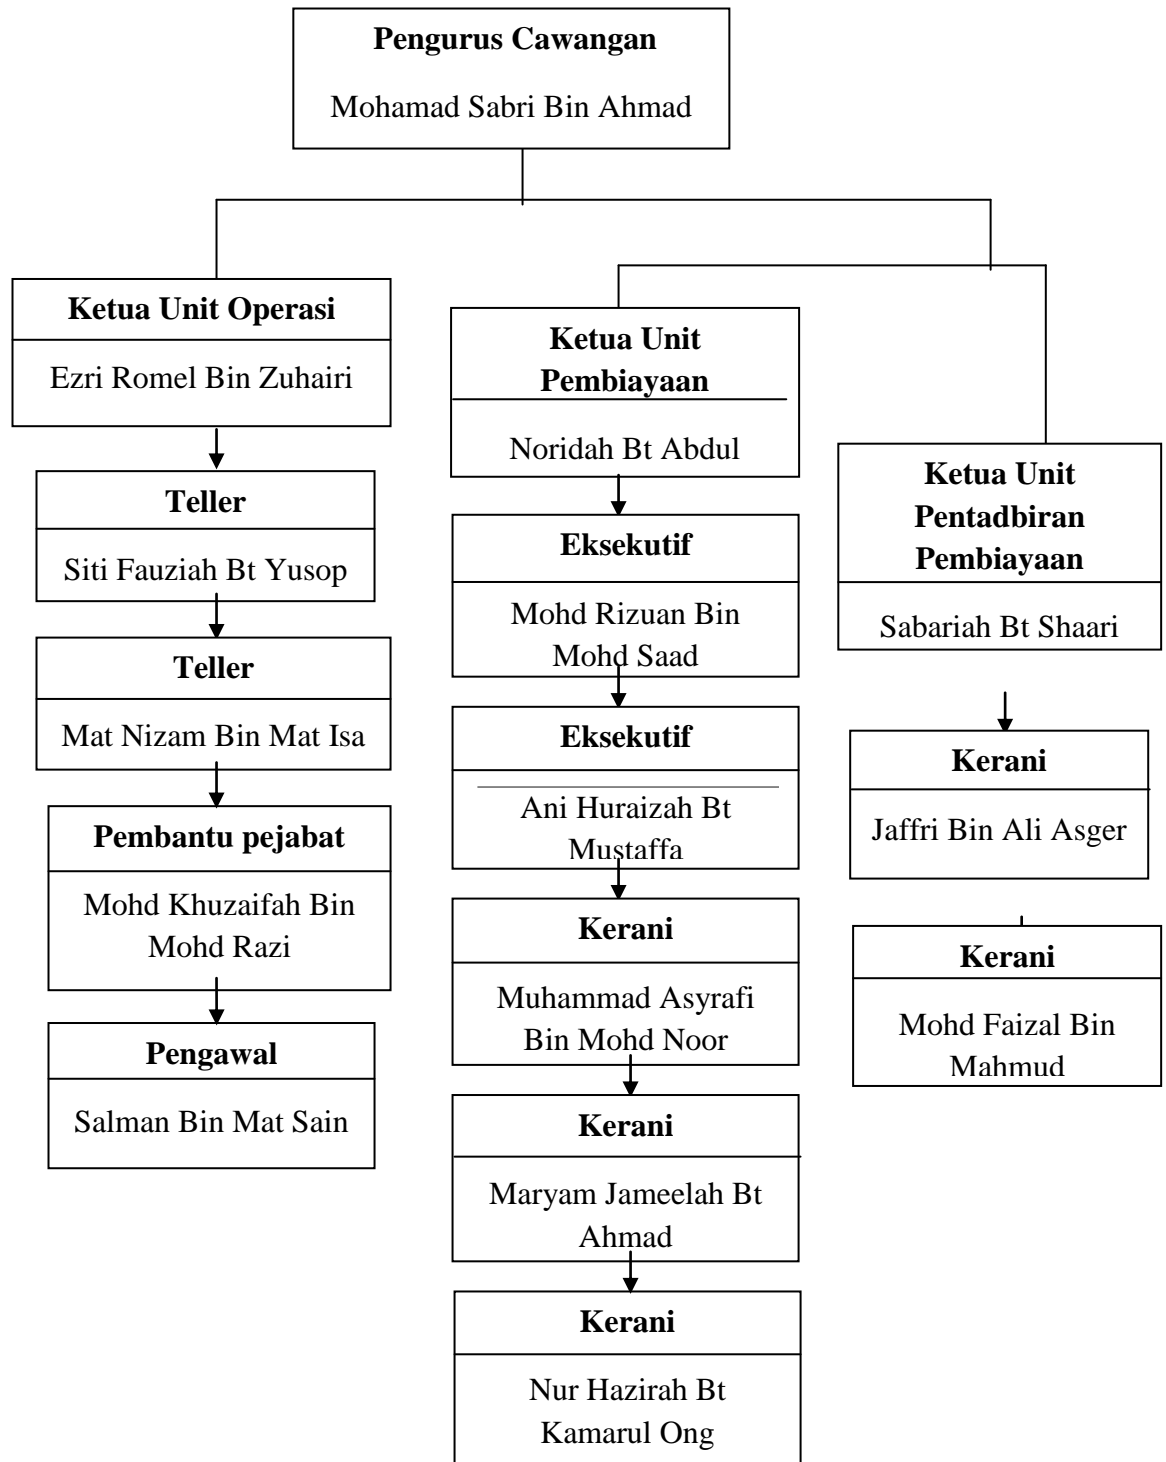 Pengurus Cawangan
Mohamad Sabri Bin Ahmad
Ketua Unit Operasi
Ezri Romel Bin Zuhairi
Teller
Siti Fauziah Bt Yusop
Teller
Mat Nizam Bin Mat Isa
Pembantu pejabat
Mohd Khuzaifah Bin
Mohd Razi
Pengawal
Salman Bin Mat Sain
Ketua Unit
Pembiayaan
Noridah Bt Abdul
Eksekutif
Mohd Rizuan Bin
Mohd Saad
Eksekutif
Ani Huraizah Bt
Mustaffa
Kerani
Muhammad Asyrafi
Bin Mohd Noor
Kerani
Maryam Jameelah Bt
Ahmad
Kerani
Nur Hazirah Bt
Kamarul Ong
Ketua Unit
Pentadbiran
Pembiayaan
Sabariah Bt Shaari
Kerani
Jaffri Bin Ali Asger
Kerani
Mohd Faizal Bin
Mahmud